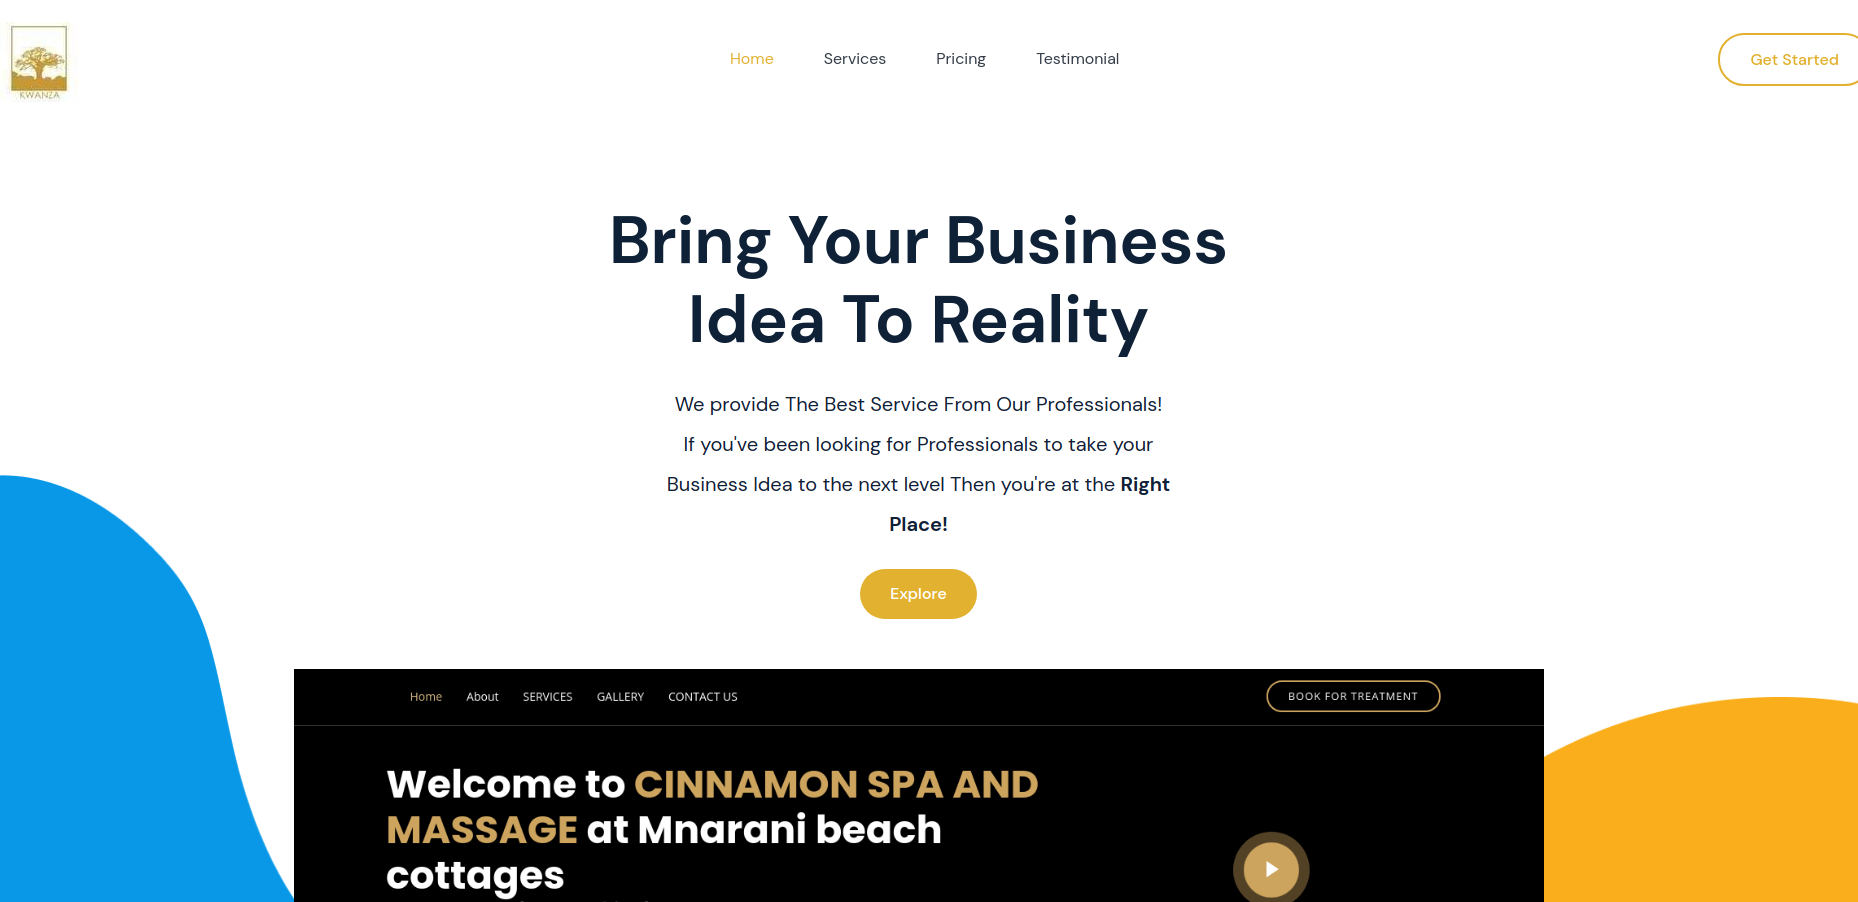 KWANZA
Home Services Pricing Testimonial
Get Started
Bring Your Business
Idea To Reality
We provide The Best Service From Our Professionals!
If you've been looking for Professionals to take your
Business Idea to the next level Then you're at the Right
Place!
Explore
Home About SERVICES GALLERY CONTACT US
BOOK FOR TREATMENT
Welcome to CINNAMON SPA AND
MASSAGE at Mnarani beach
cottages